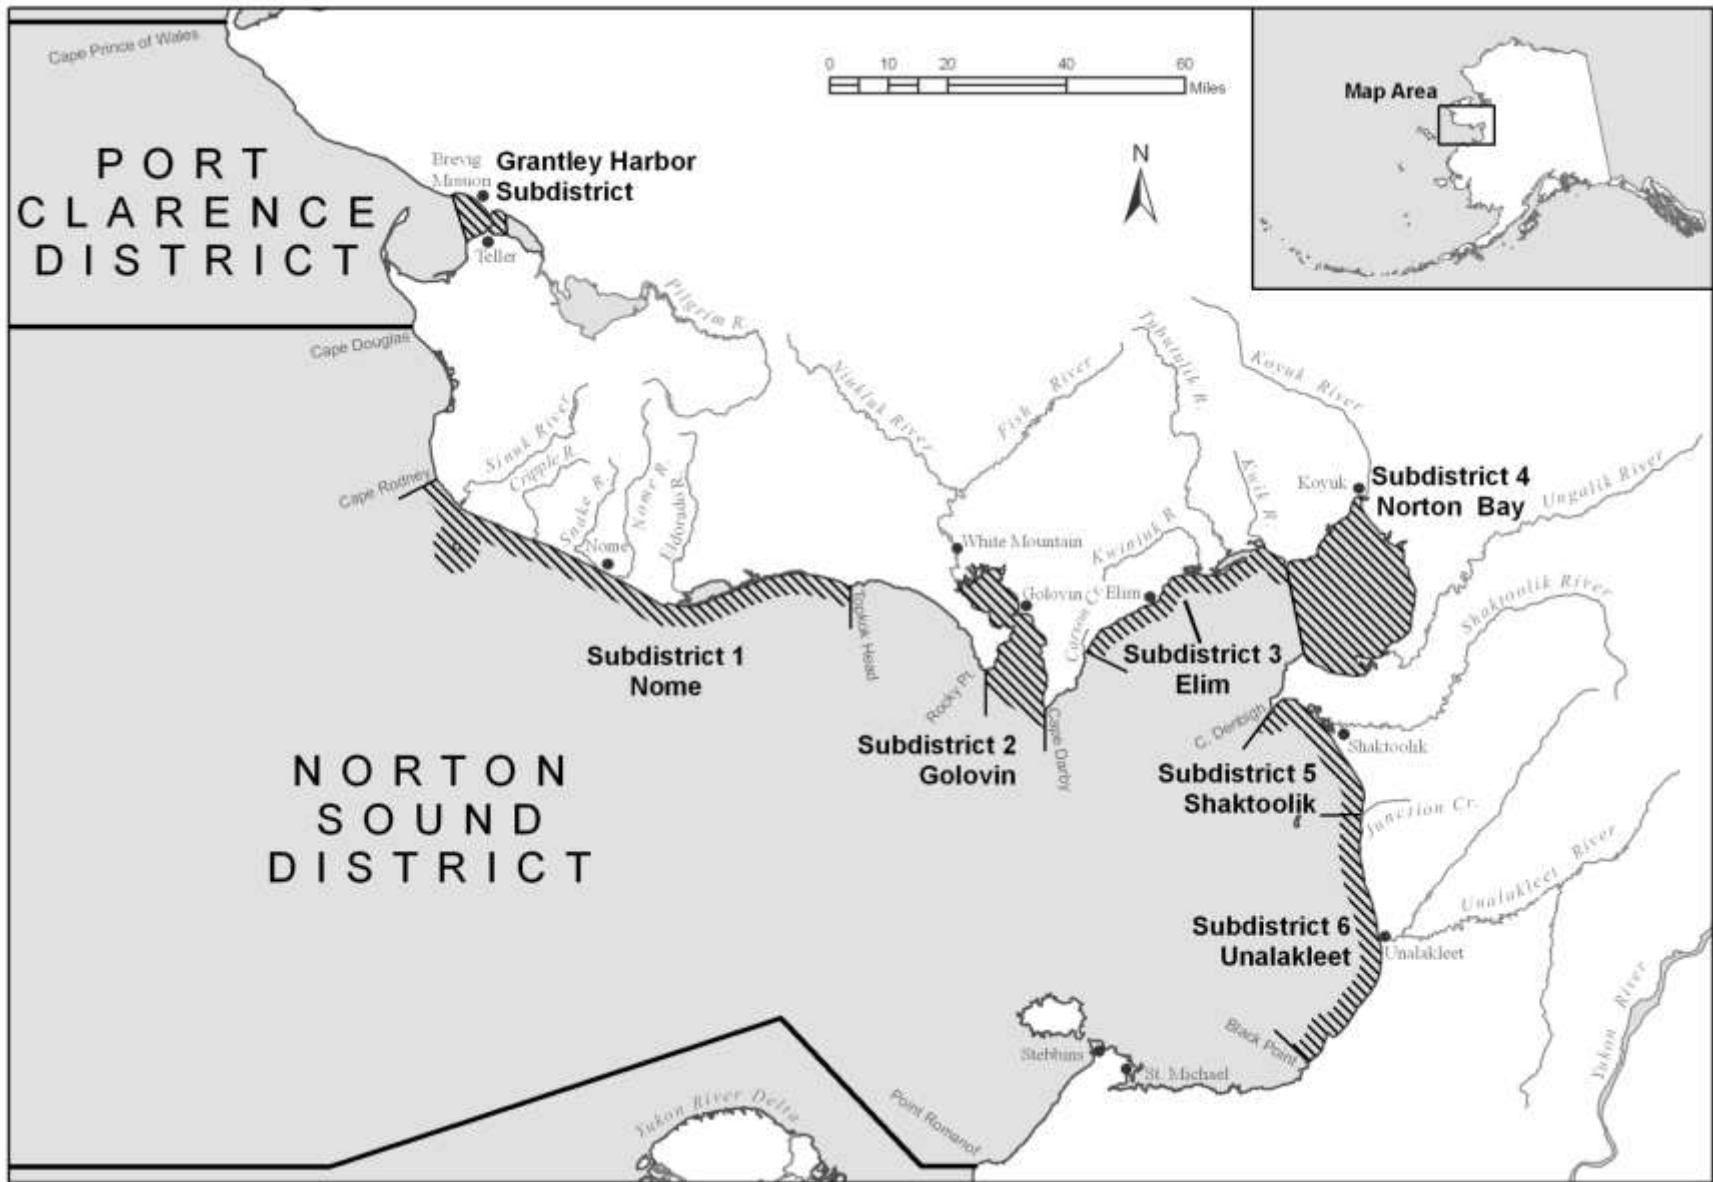 Cape Prince of Wales
0 10 20 40 60
Miles
Map Area
N
PORT
CLARENCE
DISTRICT
Brevig
Mission
Grantley Harbor
Subdistrict
Teller
Pilgrim R.
Cape Douglas
Niukluk River
Fish River
Tubutulik R.
Koyuk River
Sinuk River
Cripple R.
Snake R.
Nome R.
Eldorado R.
Cape Rodney
Nome
Kwik R.
Koyuk
Subdistrict 4
Norton Bay
Ungalik River
White Mountain
Kwiniuk R.
Golovin
Elim
Carson Cr.
Shaktoolik River
Topkok Head
Subdistrict 1
Nome
Subdistrict 3
Elim
Rocky Pt.
Cape Darby
C. Denbigh
Shaktoolik
Subdistrict 2
Golovin
Subdistrict 5
Shaktoolik
Junction Cr.
NORTON
SOUND
DISTRICT
Unalakleet River
Subdistrict 6
Unalakleet
Unalakleet
Black Point
Yukon River
Stebbins
St. Michael
Yukon River Delta
Point Romanof